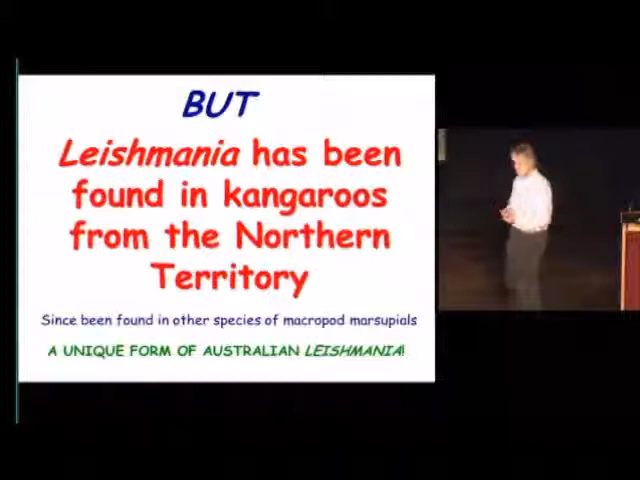 BUT
Leishmania has been
found in kangaroos
from the Northern
Territory
Since been found in other species of macropod marsupials
A UNIQUE FORM OF AUSTRALIAN LEISHMANIA!